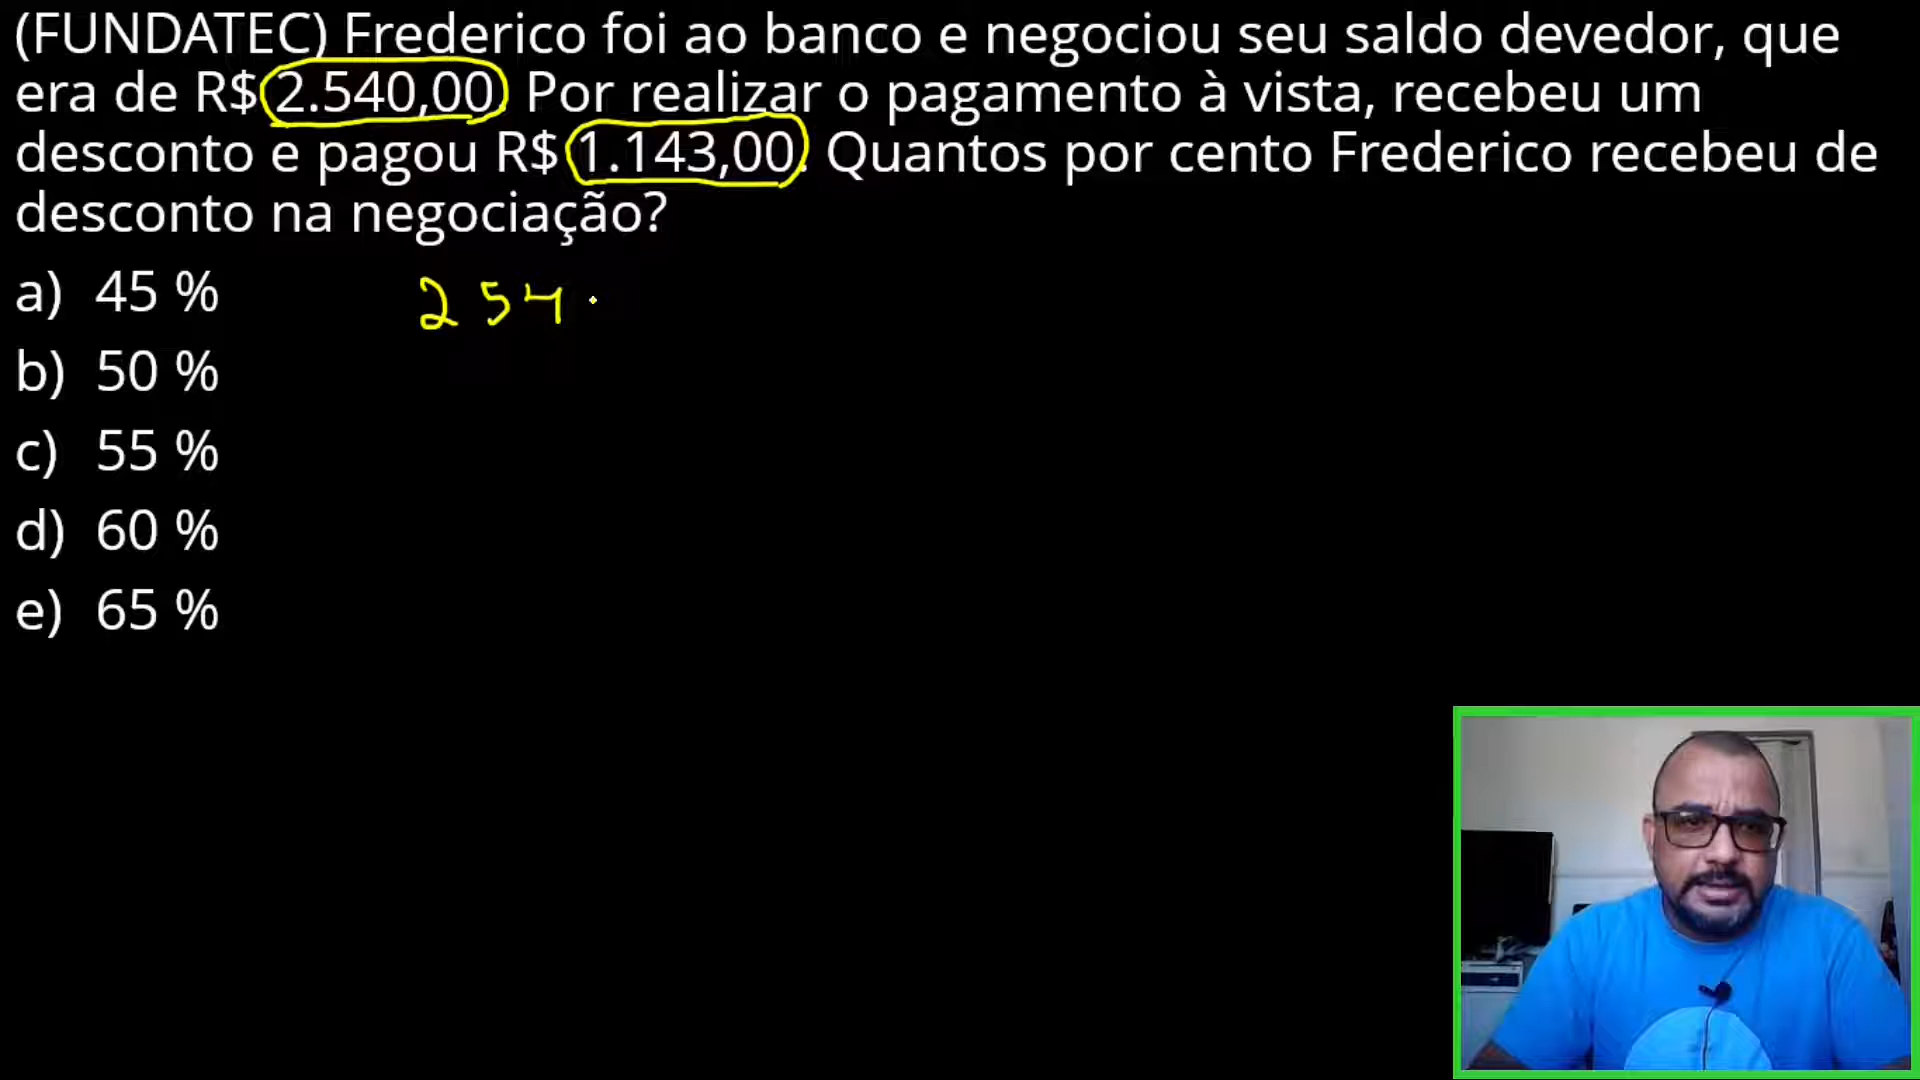 (FUNDATEC) Frederico foi ao banco e negociou seu saldo devedor, que
era de R$ 2.540,00. Por realizar o pagamento à vista, recebeu um
desconto e pagou R$ 1.143,00. Quantos por cento Frederico recebeu de
desconto na negociação?
a) 45 %
254
b) 50 %
c) 55 %
d) 60 %
e) 65 %